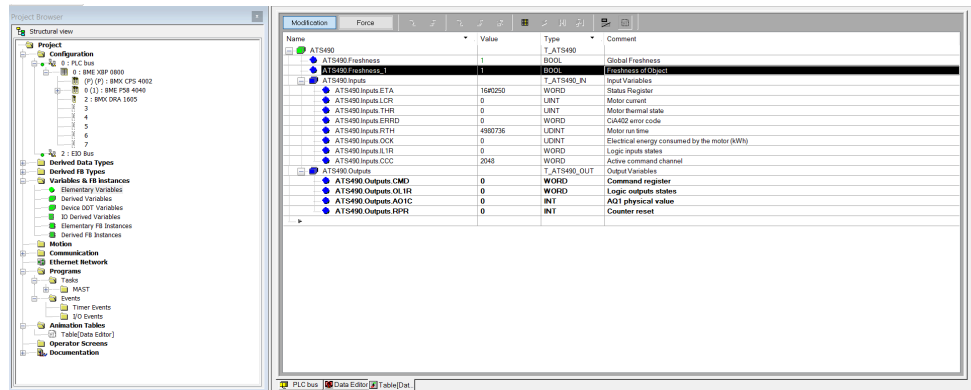 Project Browser
Structural view
Project
Configuration
0 : PLC bus
0 : BME XBP 0800
(P) (P) : BMX CPS 4002
0 (1) : BME P58 4040
2 : BMX DRA 1605
3
4
5
6
7
2 : EIO Bus
Derived Data Types
Derived FB Types
Variables & FB instances
Elementary Variables
Derived Variables
Device DDT Variables
IO Derived Variables
Elementary FB Instances
Derived FB Instances
Motion
Communication
Ethernet Network
Programs
Tasks
MAST
Events
Timer Events
I/O Events
Animation Tables
Table[Data Editor]
Operator Screens
Documentation
Modification Force
Name Value Type Comment
ATS490 T_ATS490
ATS490.Freshness 1 BOOL Global Freshness
ATS490.Freshness_1 1 BOOL Freshness of Object
ATS490.Inputs T_ATS490_IN Input Variables
ATS490.Inputs.ETA 16#0250 WORD Status Register
ATS490.Inputs.LCR 0 UINT Motor current
ATS490.Inputs.THR 0 UINT Motor thermal state
ATS490.Inputs.ERRD 0 WORD CiA402 error code
ATS490.Inputs.RTH 4980736 UDINT Motor run time
ATS490.Inputs.OCK 0 UDINT Electrical energy consumed by the motor (kWh)
ATS490.Inputs.IL1R 0 WORD Logic inputs states
ATS490.Inputs.CCC 2048 WORD Active command channel
ATS490.Outputs T_ATS490_OUT Output Variables
ATS490.Outputs.CMD 0 WORD Command register
ATS490.Outputs.OL1R 0 WORD Logic outputs states
ATS490.Outputs.AO1C 0 INT AQ1 physical value
ATS490.Outputs.RPR 0 INT Counter reset
PLC bus Data Editor Table[Dat...